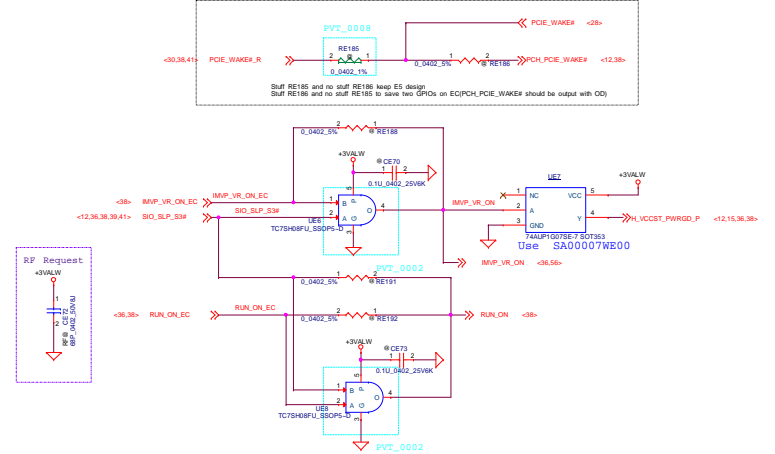 PCIE_WAKE# <28>
PVT_0008
<30,38,41> PCIE_WAKE#_R
2 RE185 1
@
0_0402_1%
1 2
0_0402_5% @ RE186
PCH_PCIE_WAKE# <12,38>
Stuff RE185 and no stuff RE186 keep E5 design
Stuff RE186 and no stuff RE185 to save two GPIOs on EC(PCH_PCIE_WAKE# should be output with OD)
2 1
0_0402_5% @ RE188
+3VALW
@ CE70
1 2
0.1U_0402_25V6K
<38> IMVP_VR_ON_EC
<12,36,38,39,41> SIO_SLP_S3#
SIO_SLP_S3#
1 B
2 A
P
G
O 4
5
3
UE6
TC7SH08FU_SSOP5~D
PVT_0002
IMVP_VR_ON
UE7
1 NC
2 A
3 GND
VCC 5
Y 4
+3VALW
74AUP1G07SE-7 SOT353
Use SA00007WE00
H_VCCST_PWRGD_P <12,15,36,38>
IMVP_VR_ON <36,56>
RF Request
+3VALW
1
2
RF@ CE72
68P_0402_50V8J
1 2
0_0402_5% @ RE191
<36,38> RUN_ON_EC
RUN_ON_EC
1 2
0_0402_5% @ RE192
RUN_ON <38>
+3VALW
@ CE73
1 2
0.1U_0402_25V6K
1 B
2 A
P
G
O 4
5
3
UE8
TC7SH08FU_SSOP5~D
PVT_0002